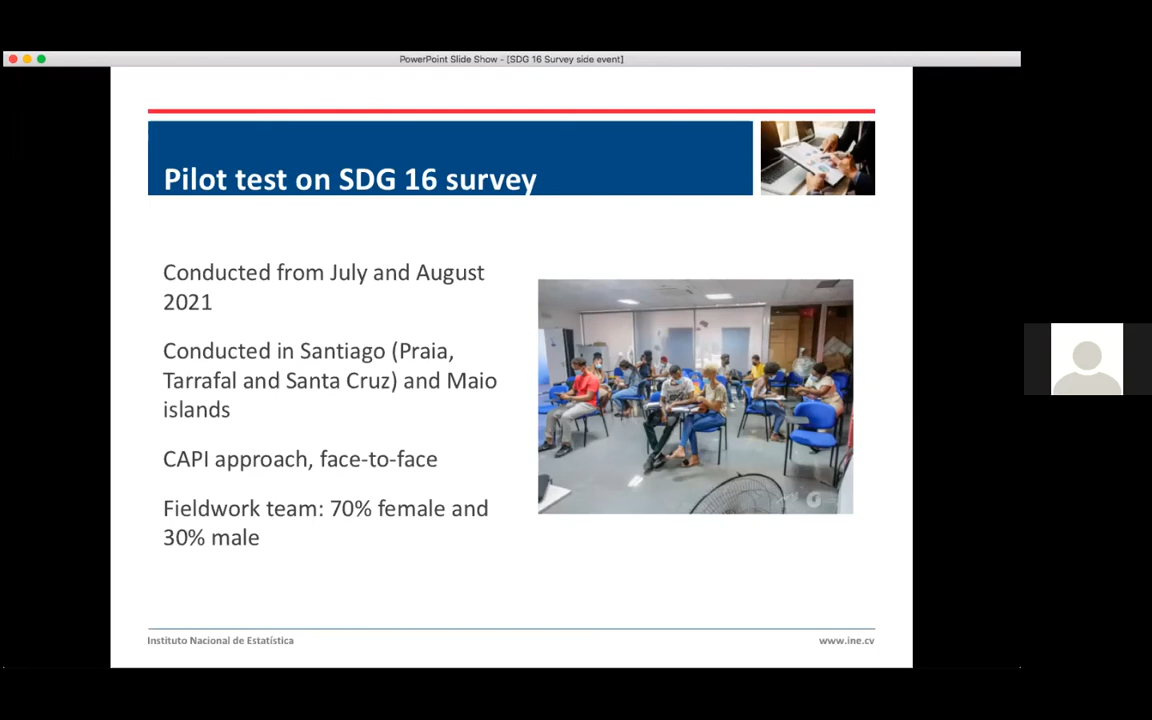 PowerPoint Slide Show - [SDG 16 Survey side event]
Pilot test on SDG 16 survey
Conducted from July and August
2021
Conducted in Santiago (Praia,
Tarrafal and Santa Cruz) and Maio
islands
CAPI approach, face-to-face
Fieldwork team: 70% female and
30% male
Instituto Nacional de Estatística
www.ine.cv